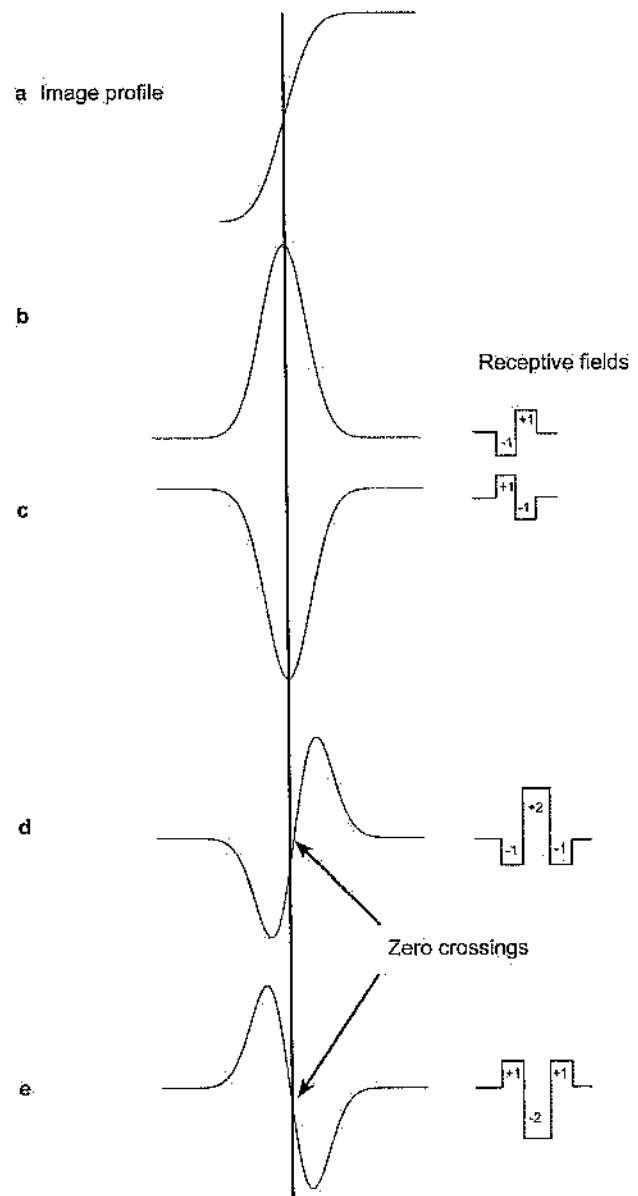 a Image profile
b
Receptive fields
+1
-1
c
+1
-1
d
+2
-1
-1
Zero crossings
e
+1
+1
-2